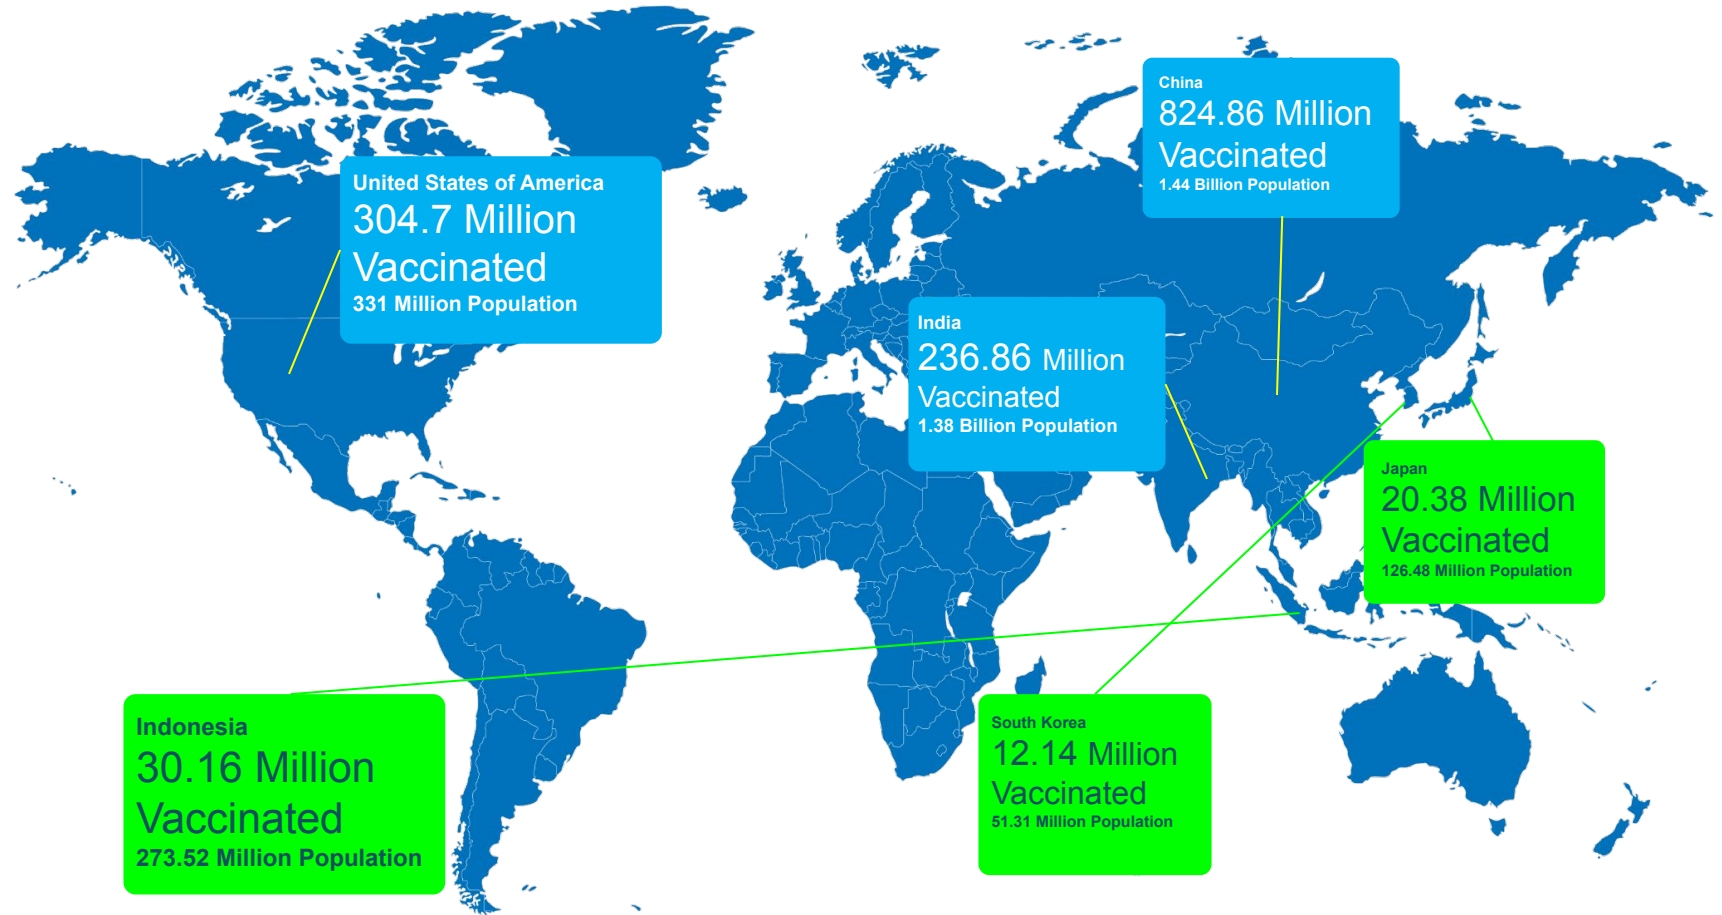 China
824.86 Million
Vaccinated
1.44 Billion Population
United States of America
304.7 Million
Vaccinated
331 Million Population
India
236.86 Million
Vaccinated
1.38 Billion Population
Japan
20.38 Million
Vaccinated
126.48 Million Population
Indonesia
30.16 Million
Vaccinated
273.52 Million Population
South Korea
12.14 Million
Vaccinated
51.31 Million Population